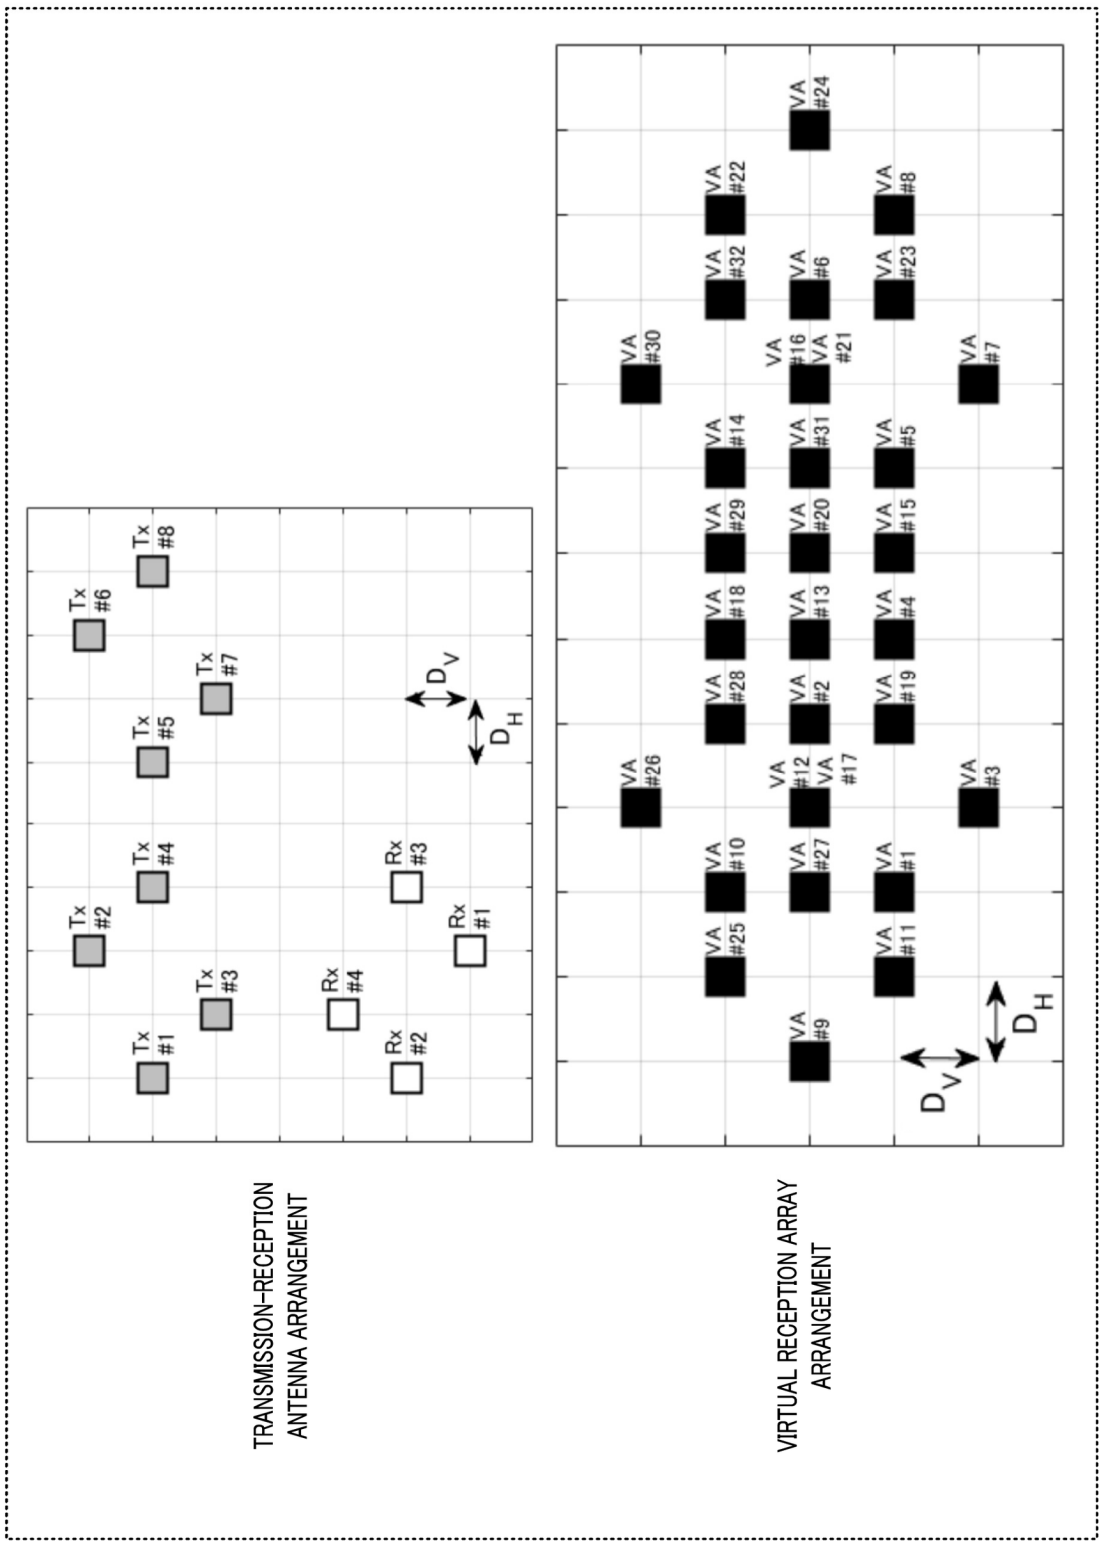 TRANSMISSION-RECEPTION
ANTENNA ARRANGEMENT
Tx
#2
Tx
#6
Tx
#1
Tx
#4
Tx
#5
Tx
#8
Tx
#3
Tx
#7
Rx
#4
Rx
#2
Rx
#3
DV
Rx
#1
DH
VIRTUAL RECEPTION ARRAY
ARRANGEMENT
VA
#26
VA
#30
VA
#25
VA
#10
VA
#28
VA
#18
VA
#29
VA
#14
VA
#32
VA
#22
VA
#9
VA
#27
VA
#12
VA
#17
VA
#2
VA
#13
VA
#20
VA
#31
VA
#16
VA
#21
VA
#6
VA
#24
VA
#11
VA
#1
VA
#19
VA
#4
VA
#15
VA
#5
VA
#23
VA
#8
DV
VA
#3
VA
#7
DH